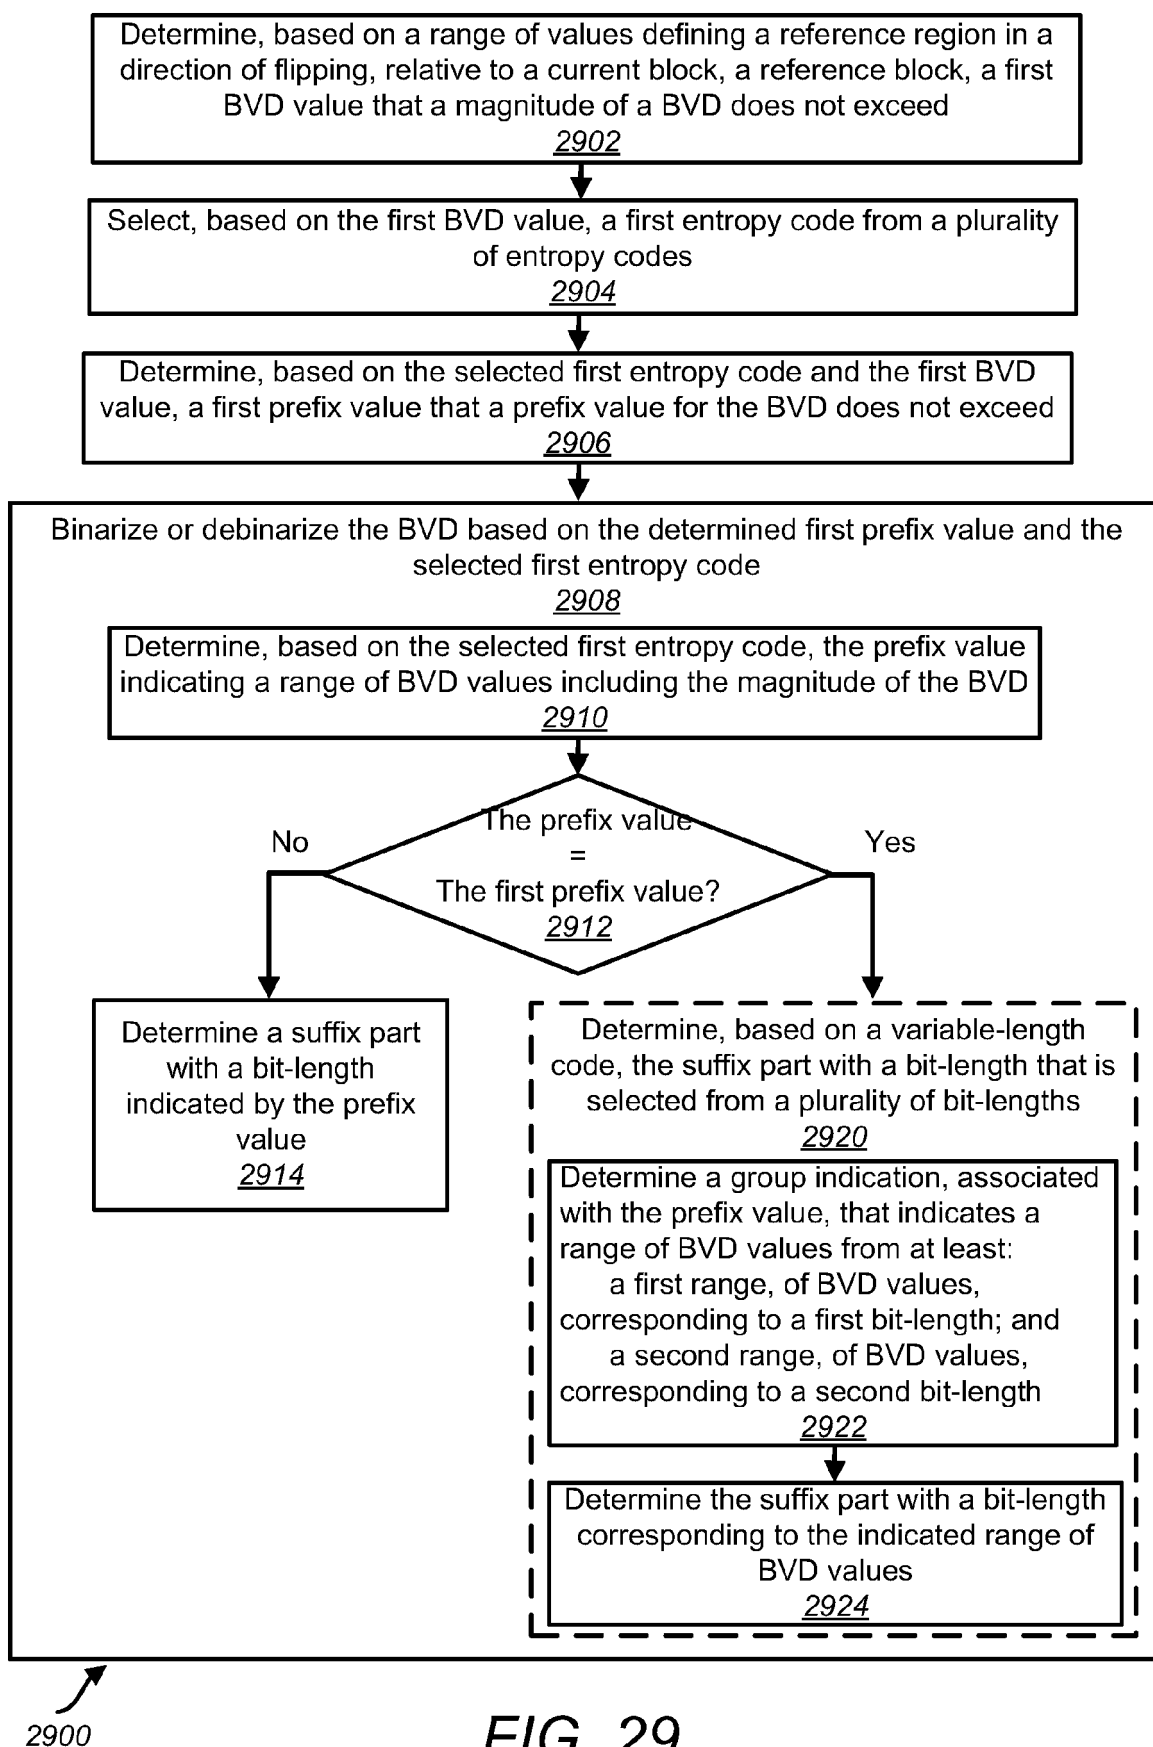 Determine, based on a range of values defining a reference region in a
direction of flipping, relative to a current block, a reference block, a first
BVD value that a magnitude of a BVD does not exceed
2902
Select, based on the first BVD value, a first entropy code from a plurality
of entropy codes
2904
Determine, based on the selected first entropy code and the first BVD
value, a first prefix value that a prefix value for the BVD does not exceed
2906
Binarize or debinarize the BVD based on the determined first prefix value and the
selected first entropy code
2908
Determine, based on the selected first entropy code, the prefix value
indicating a range of BVD values including the magnitude of the BVD
2910
The prefix value
=
The first prefix value?
2912
No
Yes
Determine a suffix part
with a bit-length
indicated by the prefix
value
2914
Determine, based on a variable-length
code, the suffix part with a bit-length that is
selected from a plurality of bit-lengths
2920
Determine a group indication, associated
with the prefix value, that indicates a
range of BVD values from at least:
a first range, of BVD values,
corresponding to a first bit-length; and
a second range, of BVD values,
corresponding to a second bit-length
2922
Determine the suffix part with a bit-length
corresponding to the indicated range of
BVD values
2924
2900
FIG. 29